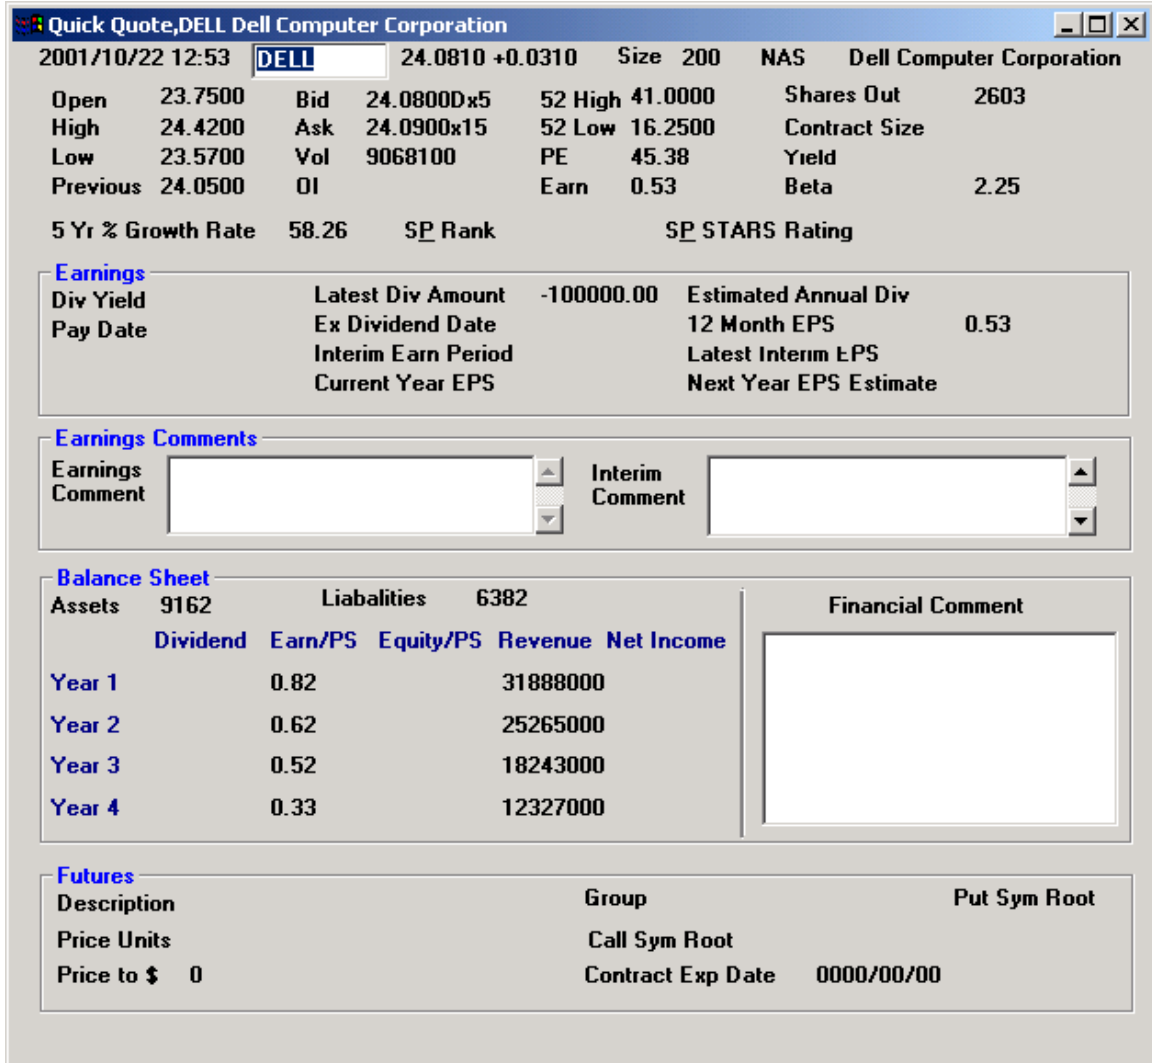 Quick Quote,DELL Dell Computer Corporation
2001/10/22 12:53 DELL 24.0810 +0.0310 Size 200 NAS Dell Computer Corporation
Open 23.7500 Bid 24.0800Dx5 52 High 41.0000 Shares Out 2603
High 24.4200 Ask 24.0900x15 52 Low 16.2500 Contract Size
Low 23.5700 Vol 9068100 PE 45.38 Yield
Previous 24.0500 OI Earn 0.53 Beta 2.25
5 Yr % Growth Rate 58.26 SP Rank SP STARS Rating
Earnings
Div Yield Latest Div Amount -100000.00 Estimated Annual Div
Pay Date Ex Dividend Date 12 Month EPS 0.53
Interim Earn Period Latest Interim EPS
Current Year EPS Next Year EPS Estimate
Earnings Comments
Earnings Comment Interim Comment
Balance Sheet
Assets 9162 Liabalities 6382 Financial Comment
Dividend Earn/PS Equity/PS Revenue Net Income
Year 1 0.82 31888000
Year 2 0.62 25265000
Year 3 0.52 18243000
Year 4 0.33 12327000
Futures
Description Group Put Sym Root
Price Units Call Sym Root
Price to $ 0 Contract Exp Date 0000/00/00